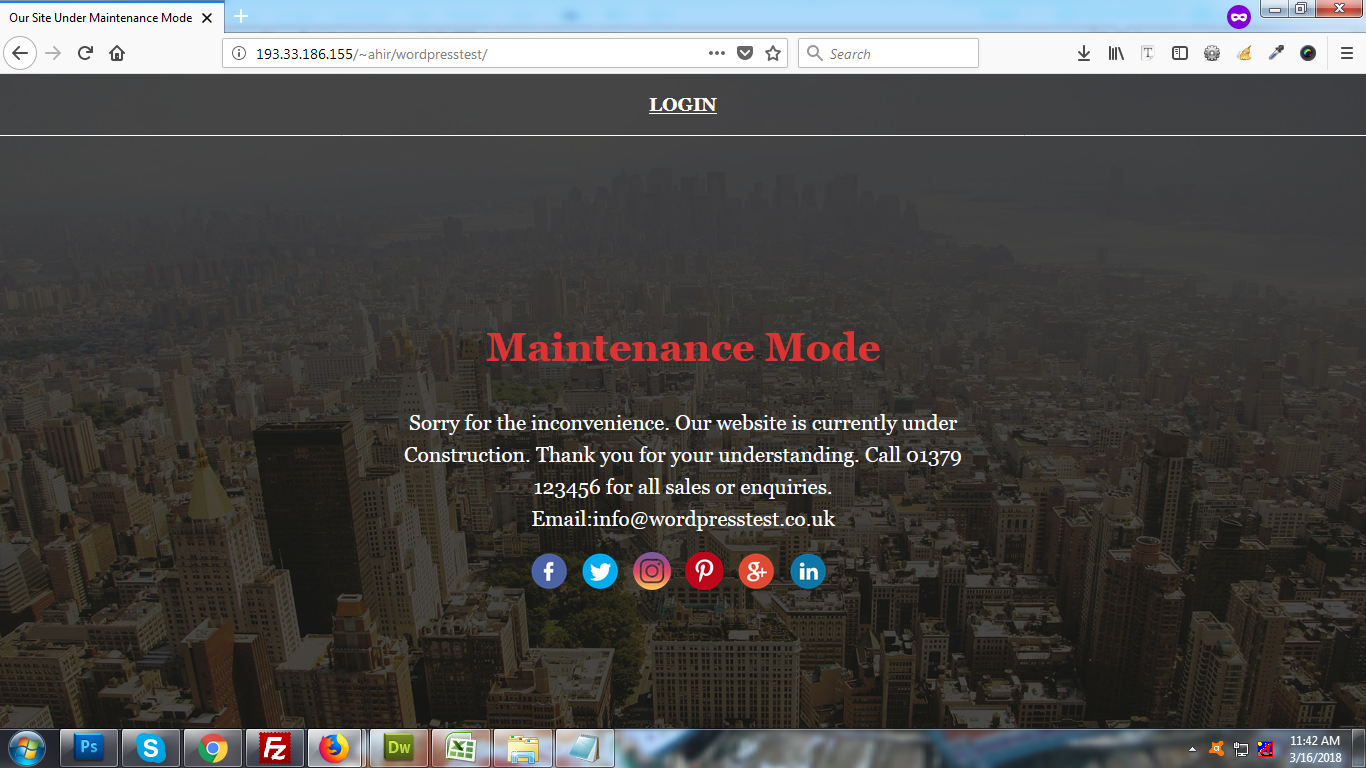 Our Site Under Maintenance Mode
193.33.186.155/~ahir/wordpresstest/
Search
LOGIN
Maintenance Mode
Sorry for the inconvenience. Our website is currently under
Construction. Thank you for your understanding. Call 01379
123456 for all sales or enquiries.
Email:info@wordpresstest.co.uk
f
g+
in
Ps
S
Fz
Dw
X
11:42 AM
3/16/2018